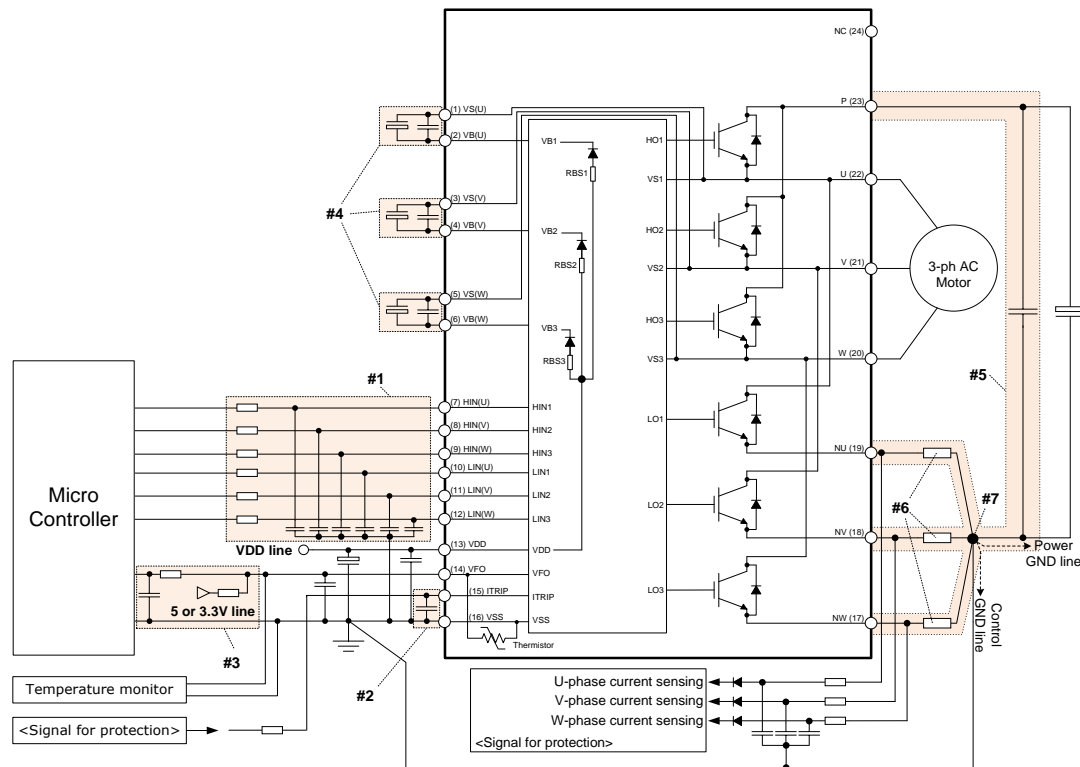 NC (24)
P (23)
(1) VS(U)
(2) VB(U)
VB1
RBS1
HO1
VS1
U (22)
#4
(3) VS(V)
(4) VB(V)
VB2
RBS2
HO2
VS2
V (21)
3-ph AC
Motor
(5) VS(W)
(6) VB(W)
VB3
RBS3
HO3
VS3
W (20)
#1
#5
Micro
Controller
(7) HIN(U)
HIN1
(8) HIN(V)
HIN2
(9) HIN(W)
HIN3
(10) LIN(U)
LIN1
(11) LIN(V)
LIN2
(12) LIN(W)
LIN3
LO1
NU (19)
#6
#7
LO2
NV (18)
Power
GND line
VDD line
(13) VDD
VDD
(14) VFO
VFO
(15) ITRIP
ITRIP
(16) VSS
VSS
Thermistor
LO3
NW (17)
Control
GND line
5 or 3.3V line
#3
#2
Temperature monitor
<Signal for protection>
U-phase current sensing
V-phase current sensing
W-phase current sensing
<Signal for protection>